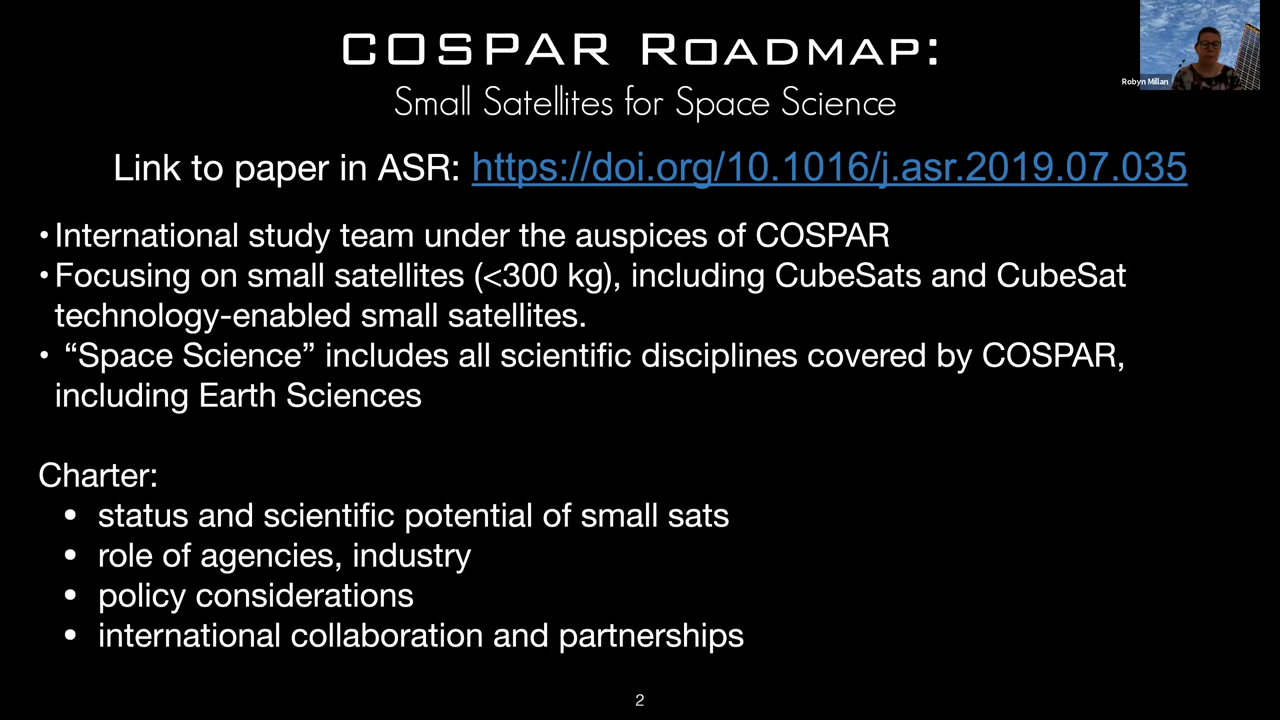 COSPAR ROADMAP:
Small Satellites for Space Science
Robyn Millan
Link to paper in ASR: https://doi.org/10.1016/j.asr.2019.07.035
• International study team under the auspices of COSPAR
• Focusing on small satellites (<300 kg), including CubeSats and CubeSat
technology-enabled small satellites.
• “Space Science” includes all scientific disciplines covered by COSPAR,
including Earth Sciences
Charter:
• status and scientific potential of small sats
• role of agencies, industry
• policy considerations
• international collaboration and partnerships
2